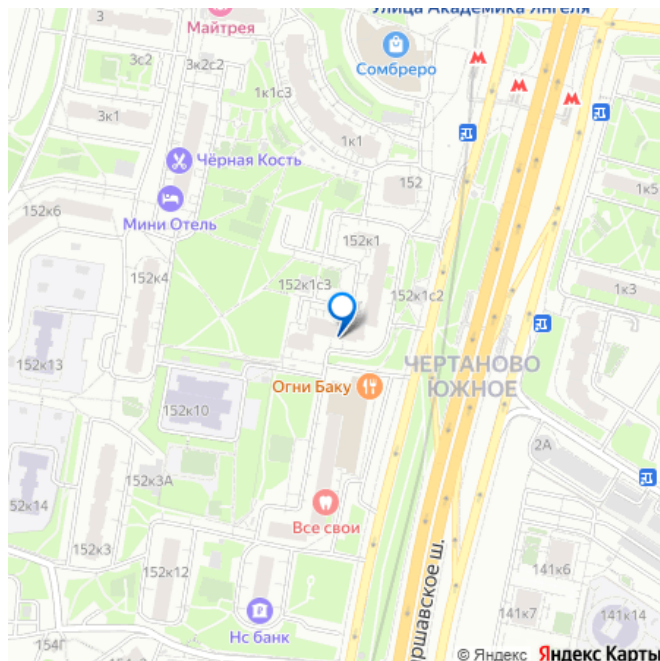 Улица Академика Янгеля
Майтрея
3с2
3к2с2
Сомбреро
1к1с3
3к1
1к1
Чёрная Кость
152
1к5
152к6
Мини Отель
152к1
152к4
152к1с3
152к1с2
1к3
152к13
ЧЕРТАНОВО
ЮЖНОЕ
Огни Баку
152к10
2А
152к3А
152к14
Все свои
152к3
152к12
141к6
141к7
141к14
Нс банк
154Г
ршавское ш.
© Яндекс Яндекс Карты